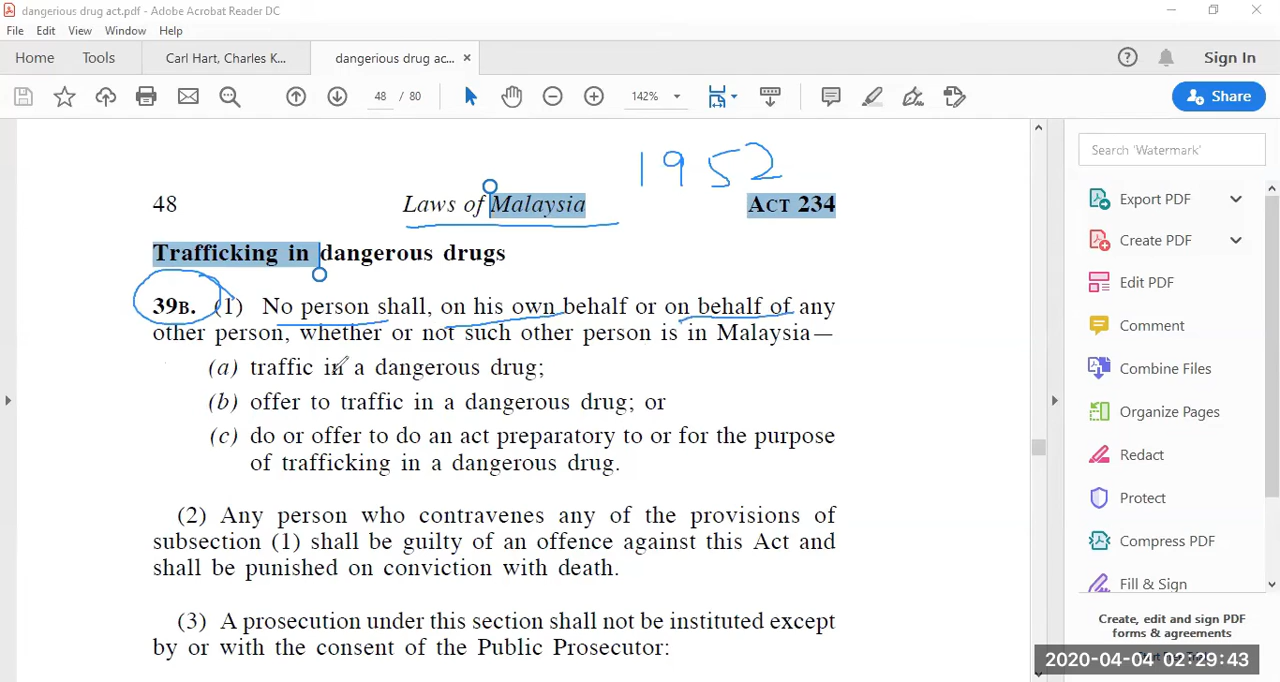 dangerious drug act.pdf - Adobe Acrobat Reader DC
File Edit View Window Help
Home Tools Carl Hart, Charles K... dangerious drug ac... × Sign In
48 / 80 142% Share
1952
48 Laws of Malaysia ACT 234
Trafficking in dangerous drugs
39B. (1) No person shall, on his own behalf or on behalf of any
other person, whether or not such other person is in Malaysia—
(a) traffic in a dangerous drug;
(b) offer to traffic in a dangerous drug; or
(c) do or offer to do an act preparatory to or for the purpose
of trafficking in a dangerous drug.
(2) Any person who contravenes any of the provisions of
subsection (1) shall be guilty of an offence against this Act and
shall be punished on conviction with death.
(3) A prosecution under this section shall not be instituted except
by or with the consent of the Public Prosecutor:
Search 'Watermark'
Export PDF
Create PDF
Edit PDF
Comment
Combine Files
Organize Pages
Redact
Protect
Compress PDF
Fill & Sign
Create, edit and sign PDF
forms & agreements
2020-04-04 02:29:43